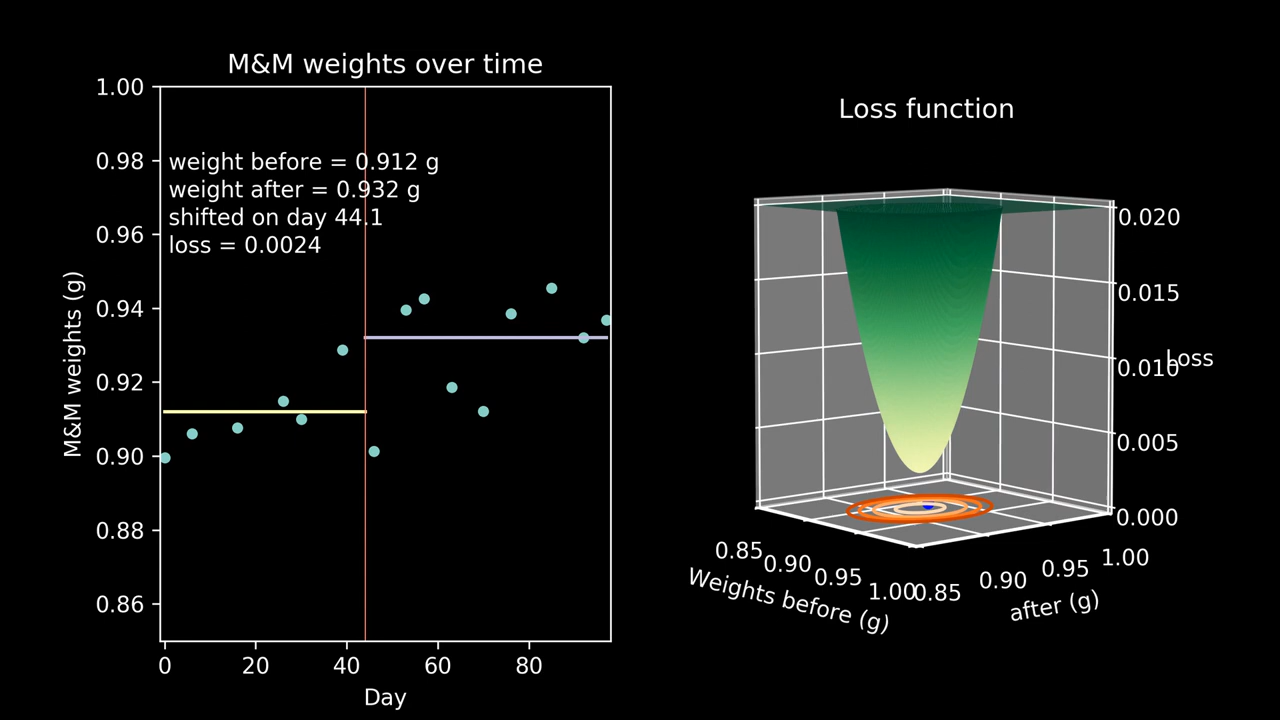 M&M weights over time
1.00
0.98
0.96
0.94
0.92
0.90
0.88
0.86
M&M weights (g)
weight before = 0.912 g
weight after = 0.932 g
shifted on day 44.1
loss = 0.0024
0 20 40 60 80
Day
Loss function
0.020
0.015
0.010
0.005
0.000
Loss
0.85 0.90 0.95 1.00
Weights before (g)
0.85 0.90 0.95 1.00
after (g)